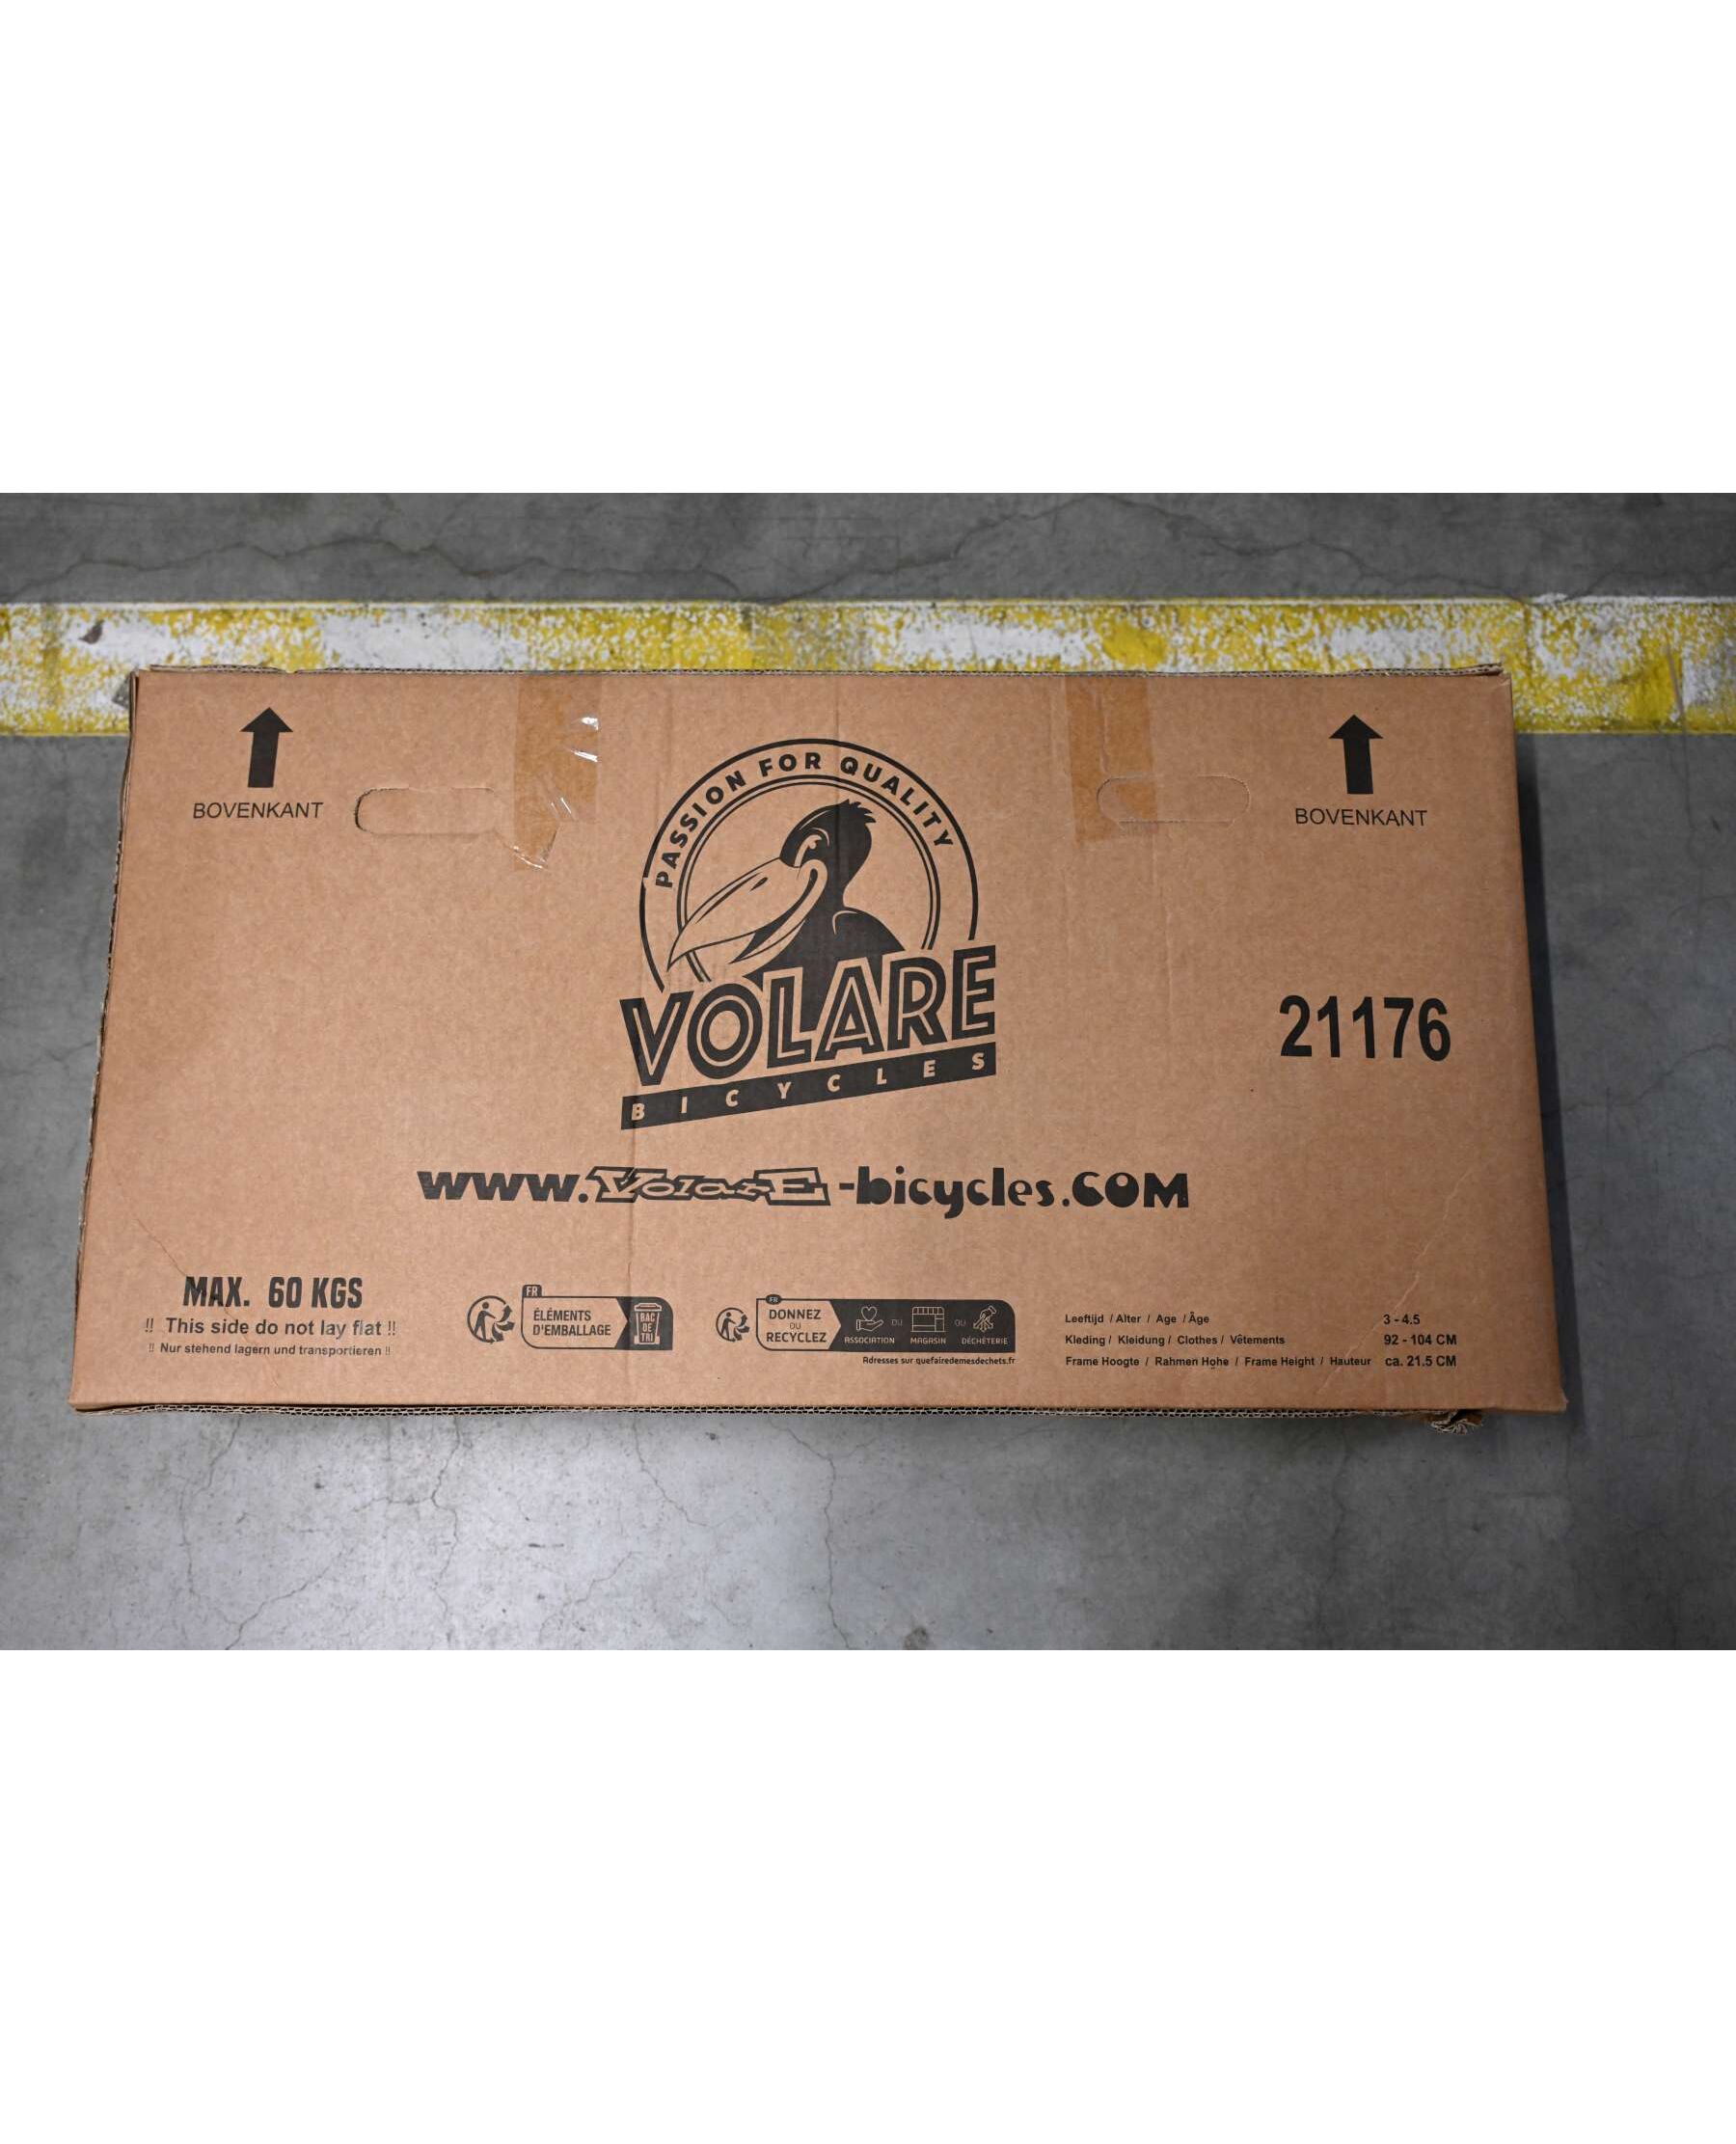 BOVENKANT
BOVENKANT
PASSION FOR QUALITY
VOLARE
BICYCLES
21176
www.VolarE-bicycles.COM
MAX. 60 KGS
!! This side do not lay flat !!
!! Nur stehend lagern und transportieren !!
FR
ÉLÉMENTS
D'EMBALLAGE
BAC
DE
TRI
FR
DONNEZ
OU
RECYCLEZ
ASSOCIATION
OU
MAGASIN
OU
DÉCHÈTERIE
Adresses sur quefairedemesdechets.fr
Leeftijd / Alter / Age / Âge 3 - 4.5
Kleding / Kleidung / Clothes / Vêtements 92 - 104 CM
Frame Hoogte / Rahmen Hohe / Frame Height / Hauteur ca. 21.5 CM